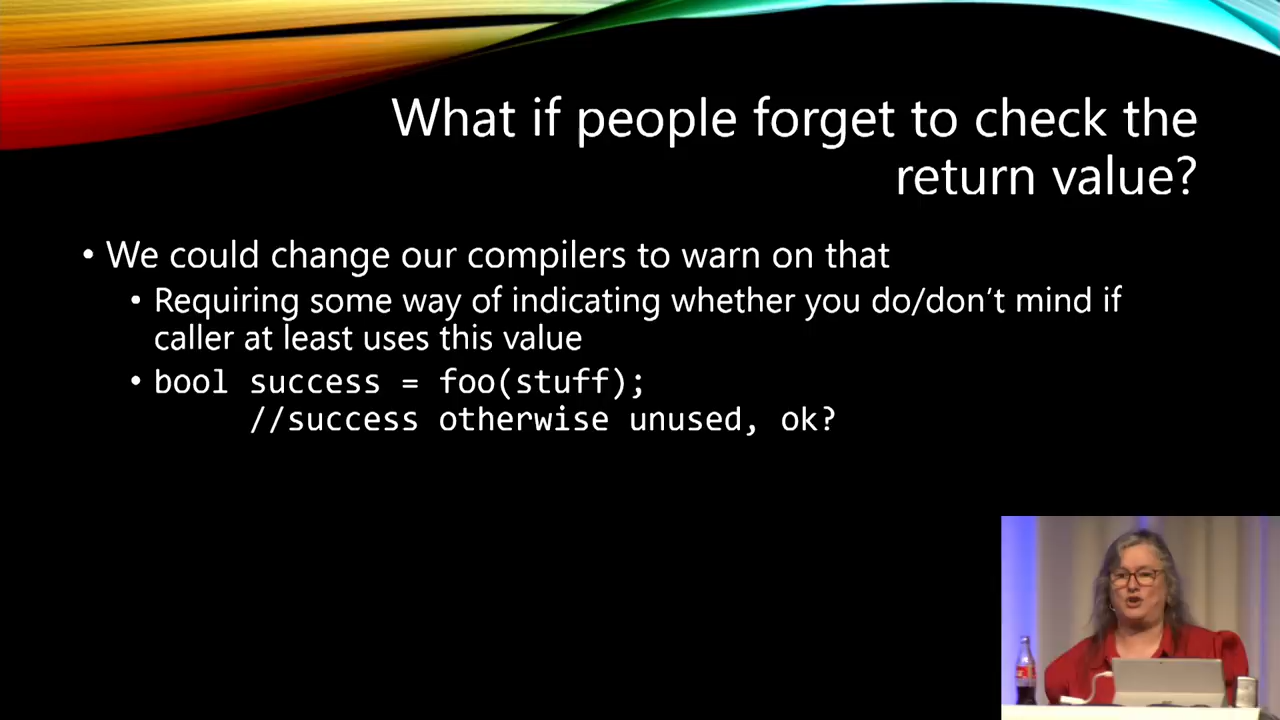 What if people forget to check the
return value?
• We could change our compilers to warn on that
• Requiring some way of indicating whether you do/don't mind if
caller at least uses this value
• bool success = foo(stuff);
//success otherwise unused, ok?